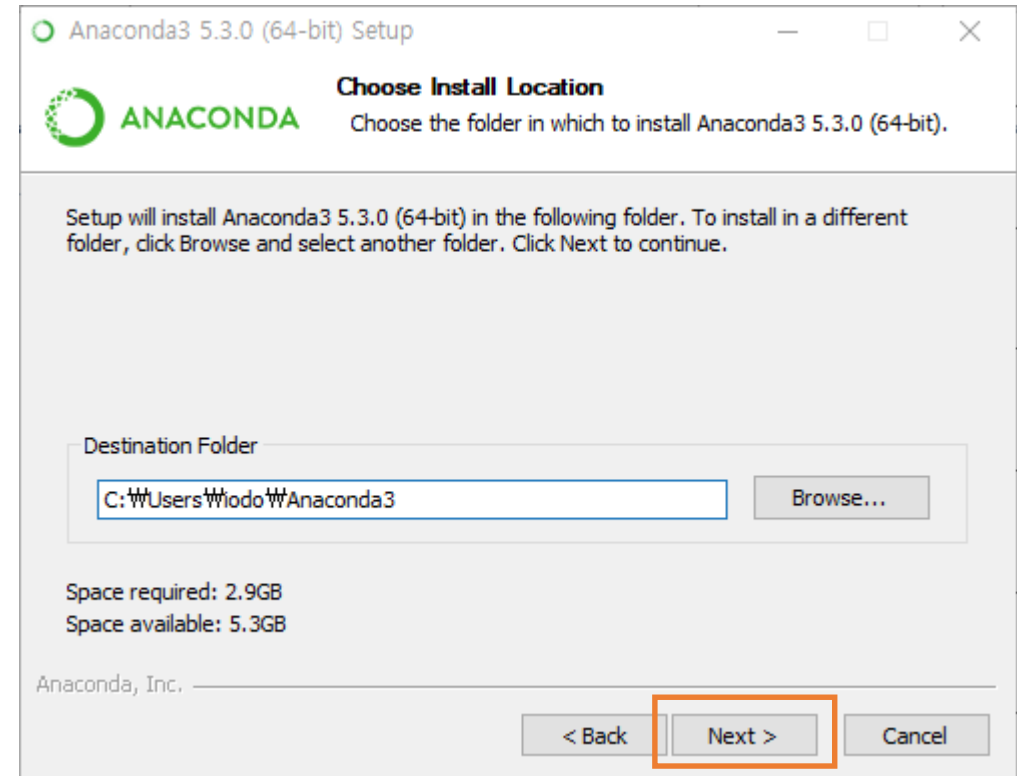 Anaconda3 5.3.0 (64-bit) Setup
ANACONDA
Choose Install Location
Choose the folder in which to install Anaconda3 5.3.0 (64-bit).
Setup will install Anaconda3 5.3.0 (64-bit) in the following folder. To install in a different
folder, click Browse and select another folder. Click Next to continue.
Destination Folder
C:₩Users₩iodo₩Anaconda3
Browse...
Space required: 2.9GB
Space available: 5.3GB
Anaconda, Inc.
< Back
Next >
Cancel